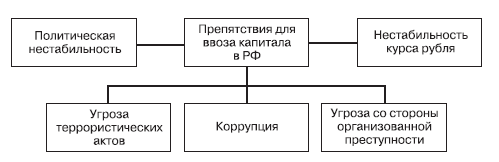 Политическая
нестабильность
Препятствия для
ввоза капитала
в РФ
Нестабильность
курса рубля
Угроза
террористических
актов
Коррупция
Угроза со стороны
организованной
преступности